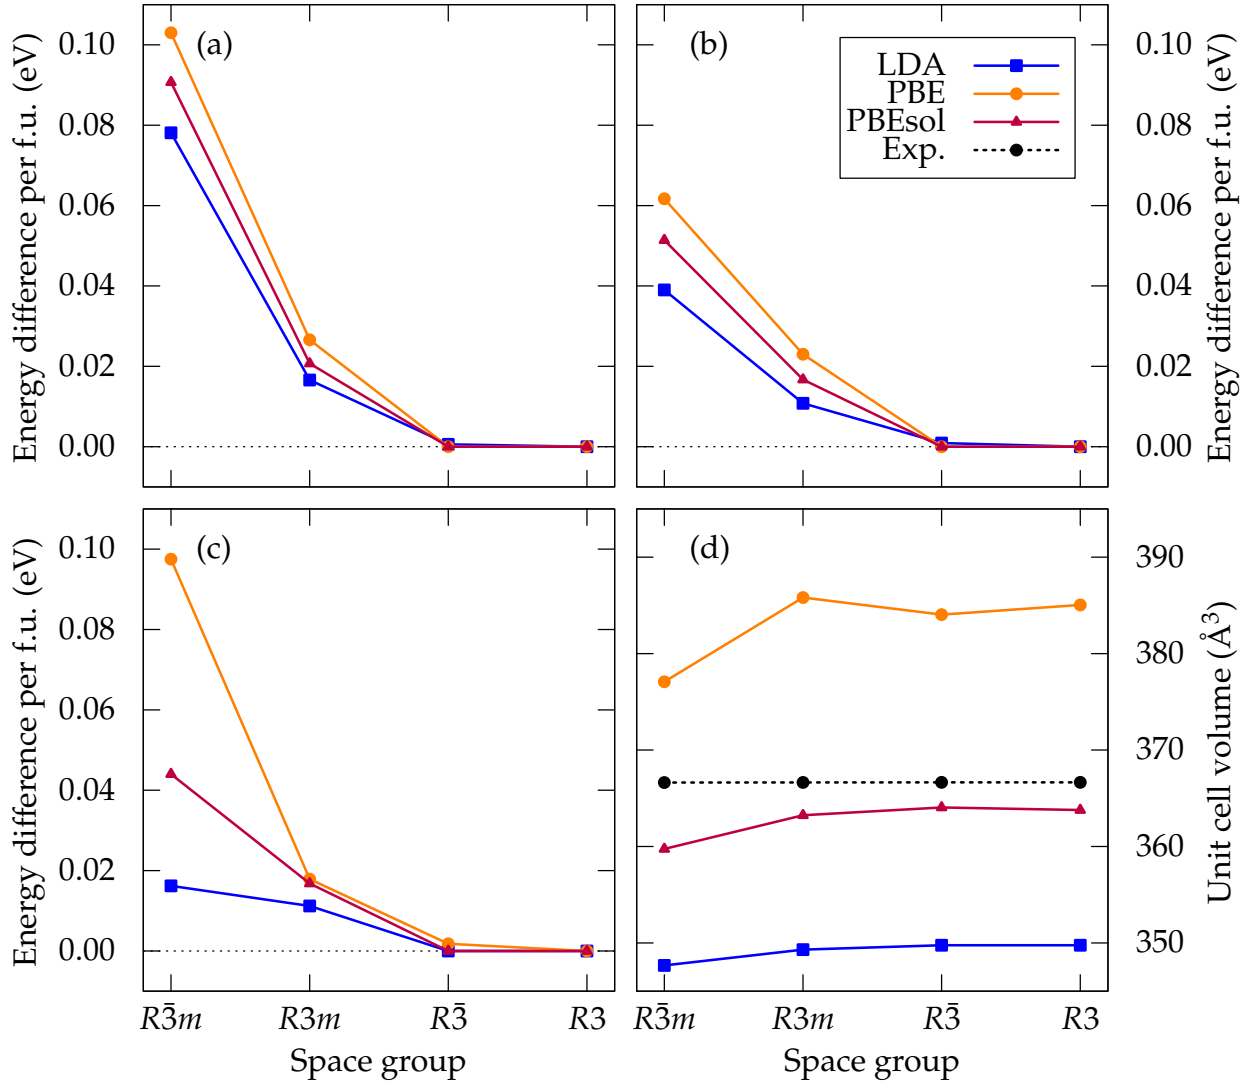 (a)
0.10
0.08
0.06
0.04
0.02
0.00
Energy difference per f.u. (eV)
(b)
LDA
PBE
PBEsol
Exp.
0.10
0.08
0.06
0.04
0.02
0.00
Energy difference per f.u. (eV)
(c)
0.10
0.08
0.06
0.04
0.02
0.00
Energy difference per f.u. (eV)
R3̄m R3m R3̄ R3
Space group
(d)
390
380
370
360
350
Unit cell volume (Å³)
R3̄m R3m R3̄ R3
Space group